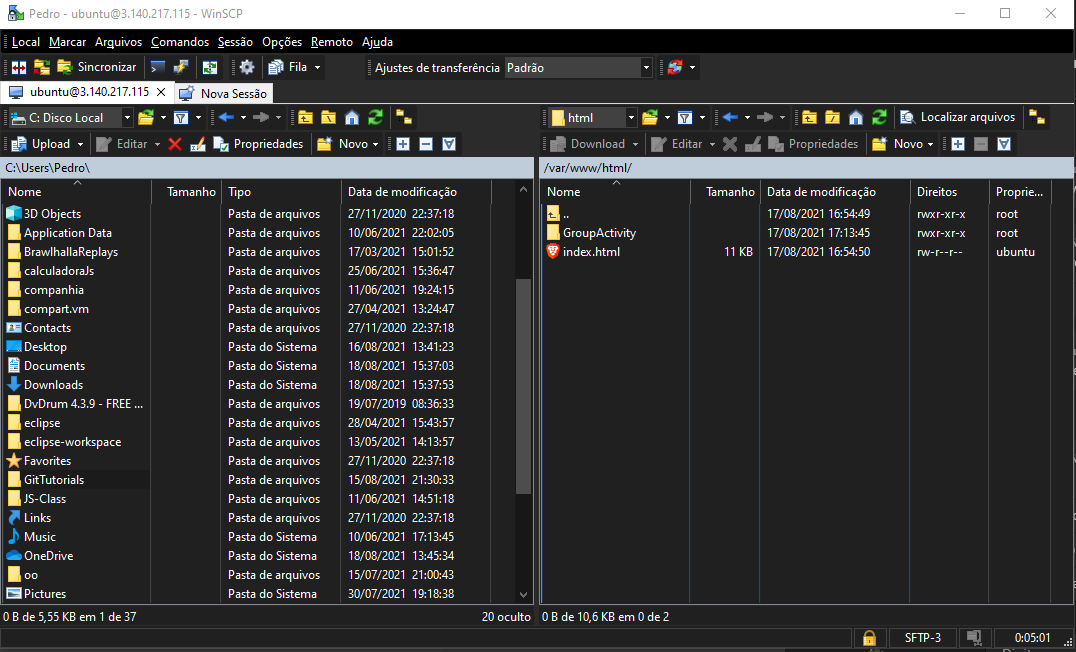 Pedro - ubuntu@3.140.217.115 - WinSCP
Local Marcar Arquivos Comandos Sessão Opções Remoto Ajuda
Sincronizar Fila Ajustes de transferência Padrão
ubuntu@3.140.217.115 Nova Sessão
C: Disco Local html Localizar arquivos
Upload Editar Propriedades Novo Download Editar Propriedades Novo
C:\Users\Pedro\ /var/www/html/
Nome Tamanho Tipo Data de modificação
3D Objects Pasta de arquivos 27/11/2020 22:37:18
Application Data Pasta de arquivos 10/06/2021 22:02:05
BrawlhallaReplays Pasta de arquivos 17/03/2021 15:01:52
calculadoraJs Pasta de arquivos 25/06/2021 15:36:47
companhia Pasta de arquivos 11/06/2021 19:24:15
compart.vm Pasta de arquivos 27/04/2021 13:24:47
Contacts Pasta de arquivos 27/11/2020 22:37:18
Desktop Pasta do Sistema 16/08/2021 13:41:23
Documents Pasta do Sistema 18/08/2021 15:37:03
Downloads Pasta do Sistema 18/08/2021 15:37:53
DvDrum 4.3.9 - FREE ... Pasta de arquivos 19/07/2019 08:36:33
eclipse Pasta de arquivos 28/04/2021 15:43:57
eclipse-workspace Pasta de arquivos 13/05/2021 14:13:57
Favorites Pasta de arquivos 27/11/2020 22:37:18
GitTutorials Pasta de arquivos 15/08/2021 21:30:33
JS-Class Pasta de arquivos 11/06/2021 14:51:18
Links Pasta de arquivos 27/11/2020 22:37:18
Music Pasta do Sistema 10/06/2021 17:13:45
OneDrive Pasta do Sistema 18/08/2021 13:45:34
oo Pasta de arquivos 15/07/2021 21:00:43
Pictures Pasta do Sistema 30/07/2021 19:18:38
Nome Tamanho Data de modificação Direitos Proprie...
.. 17/08/2021 16:54:49 rwxr-xr-x root
GroupActivity 17/08/2021 17:13:45 rwxr-xr-x root
index.html 11 KB 17/08/2021 16:54:50 rw-r--r-- ubuntu
0 B de 5,55 KB em 1 de 37 20 oculto 0 B de 10,6 KB em 0 de 2
SFTP-3 0:05:01